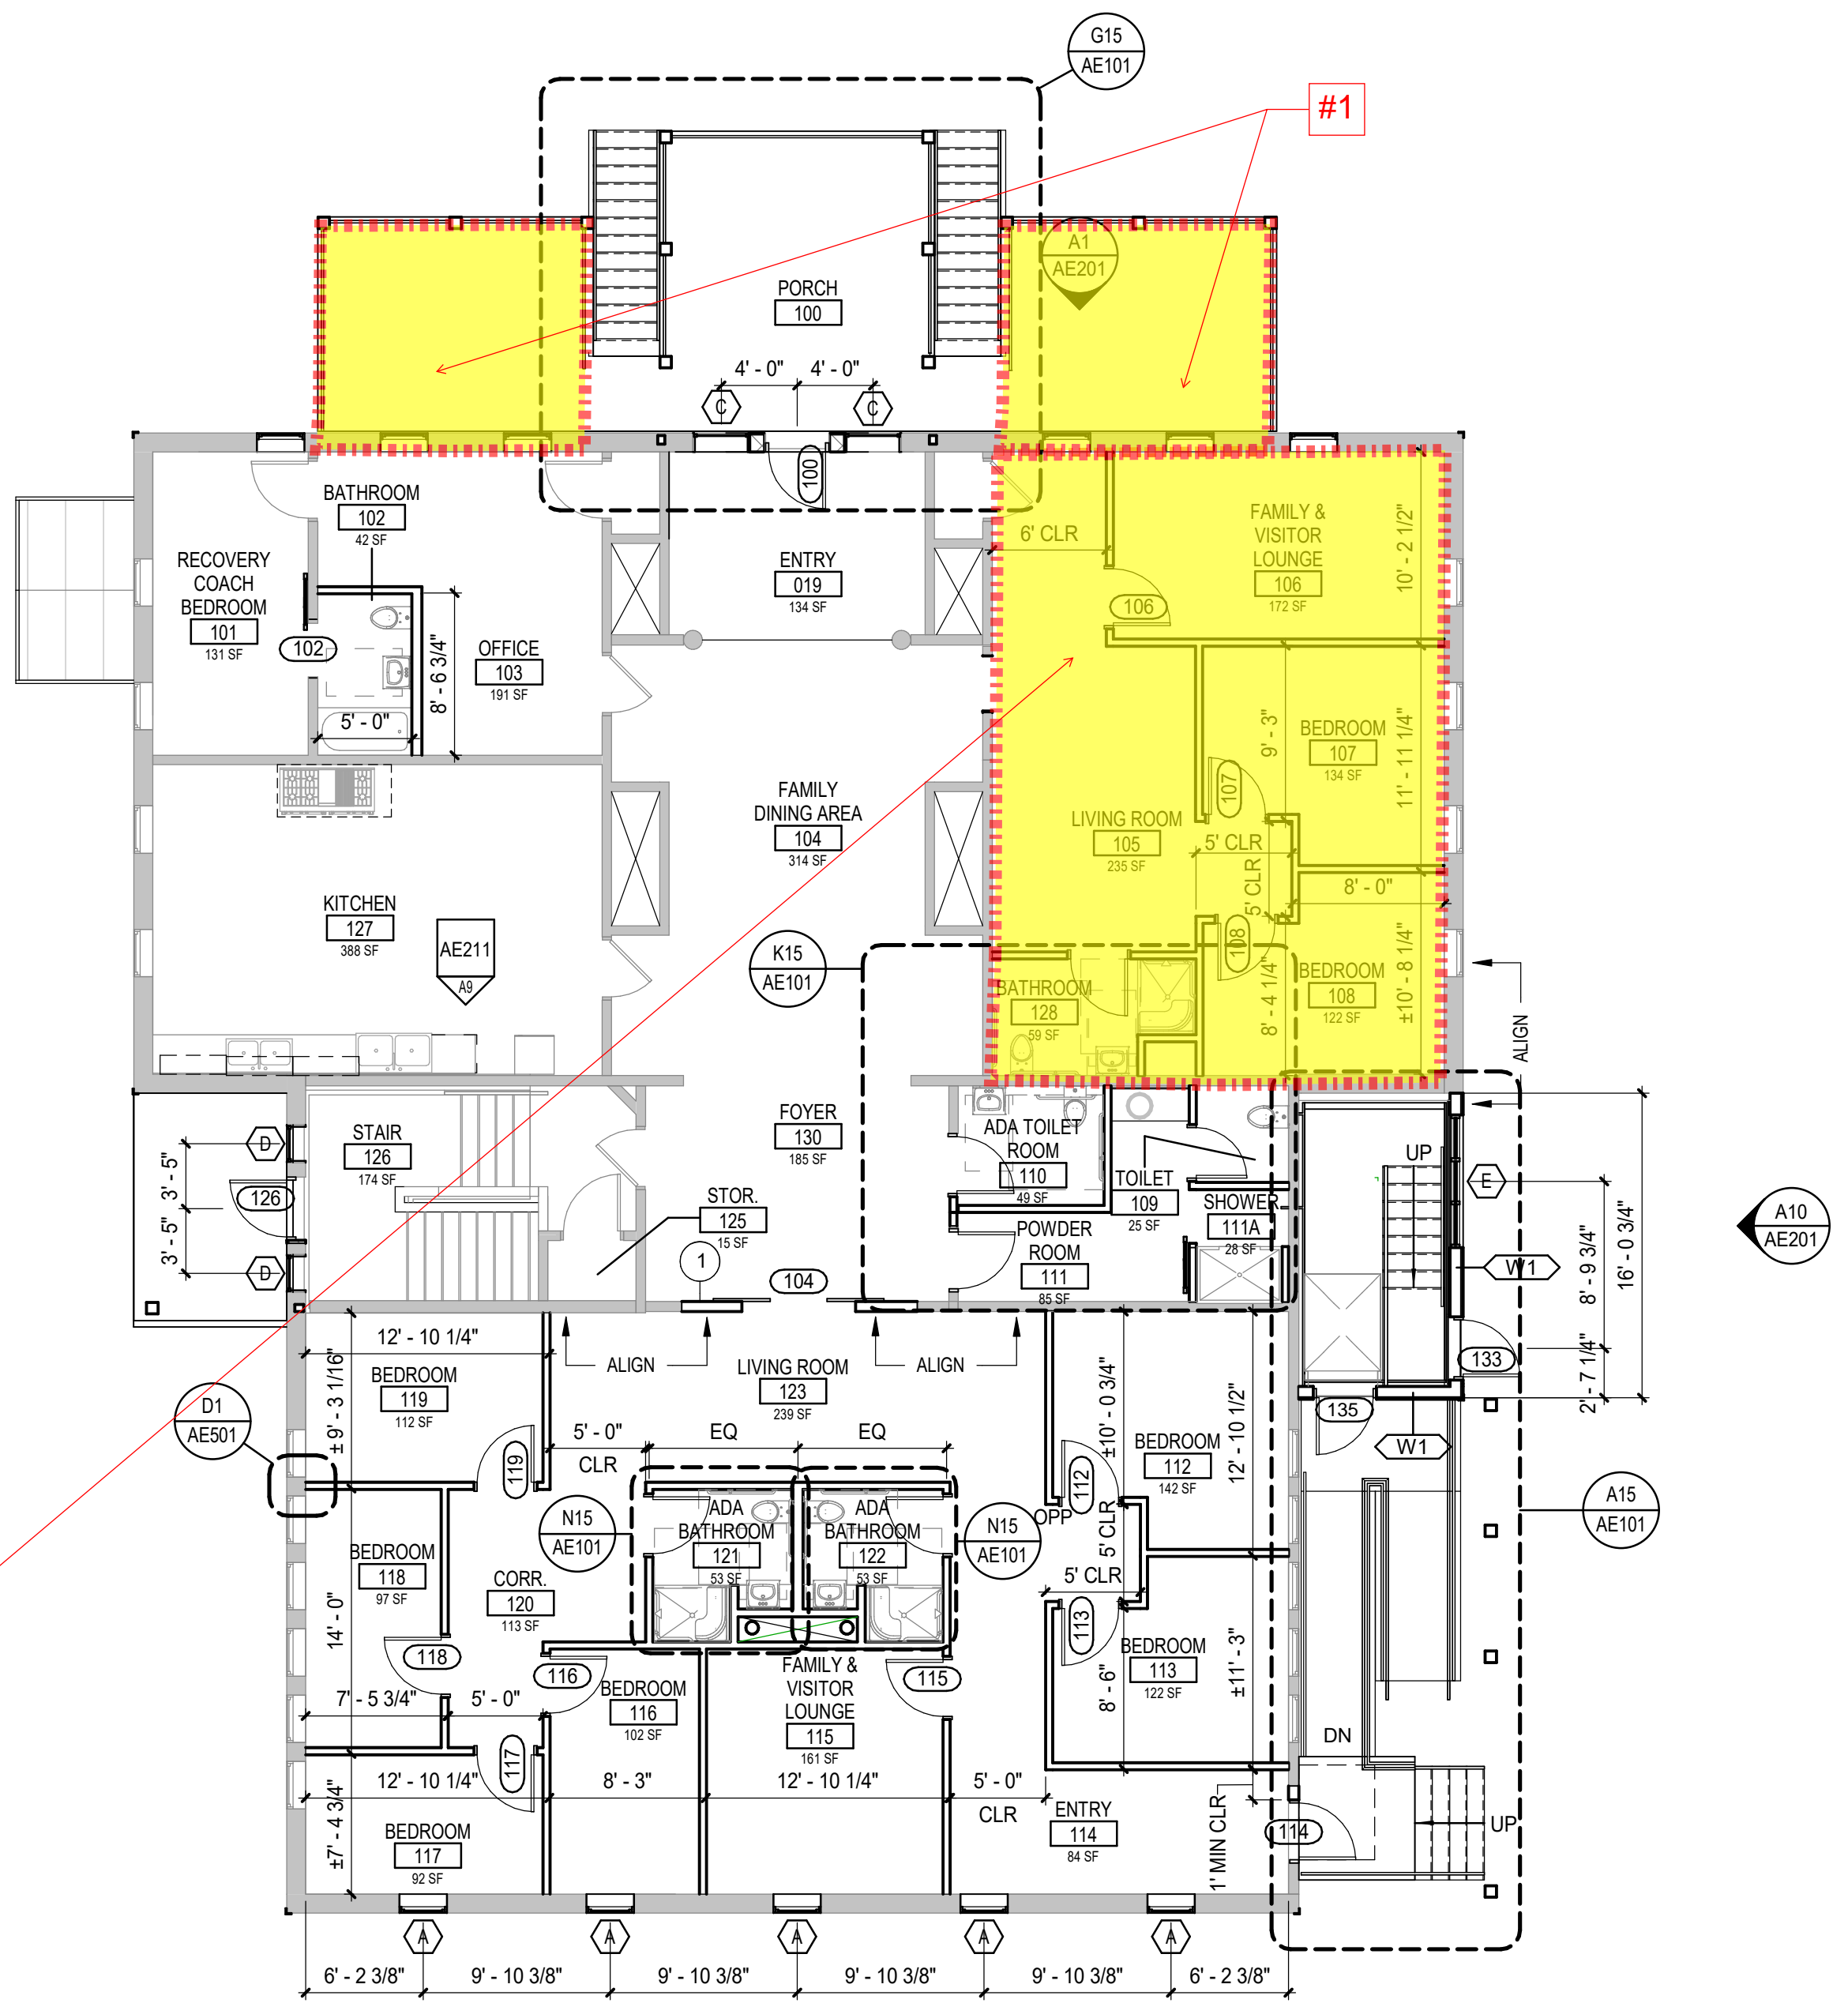 G15
AE101
#1
A1
AE201
PORCH
100
4' - 0"
4' - 0"
C
C
100
BATHROOM
102
42 SF
RECOVERY
COACH
BEDROOM
101
131 SF
102
8' - 6 3/4"
5' - 0"
OFFICE
103
191 SF
ENTRY
019
134 SF
6' CLR
FAMILY &
VISITOR
LOUNGE
106
172 SF
10' - 2 1/2"
106
9' - 3"
BEDROOM
107
134 SF
11' - 11 1/4"
107
FAMILY
DINING AREA
104
314 SF
LIVING ROOM
105
235 SF
5' CLR
5' CLR
8' - 0"
KITCHEN
127
388 SF
AE211
A9
K15
AE101
108
BEDROOM
108
122 SF
8' - 4 1/4"
±10' - 8 1/4"
BATHROOM
128
59 SF
ALIGN
STAIR
126
174 SF
D
3' - 5"
126
3' - 5"
D
FOYER
130
185 SF
STOR.
125
15 SF
1
104
ADA TOILET
ROOM
110
49 SF
TOILET
109
25 SF
SHOWER
111A
28 SF
POWDER
ROOM
111
85 SF
UP
E
W1
8' - 9 3/4"
16' - 0 3/4"
2' - 7 1/4"
A10
AE201
133
135
W1
12' - 10 1/4"
ALIGN
ALIGN
LIVING ROOM
123
239 SF
BEDROOM
119
112 SF
± 9' - 3 1/16"
D1
AE501
119
5' - 0"
CLR
EQ
EQ
±10' - 0 3/4"
12' - 10 1/2"
BEDROOM
112
142 SF
112
OPP
5' CLR
N15
AE101
ADA
BATHROOM
121
53 SF
ADA
BATHROOM
122
53 SF
N15
AE101
A15
AE101
BEDROOM
118
97 SF
CORR.
120
113 SF
14' - 0"
118
5' CLR
113
BEDROOM
113
122 SF
8' - 6"
±11' - 3"
116
BEDROOM
116
102 SF
FAMILY &
VISITOR
LOUNGE
115
161 SF
115
7' - 5 3/4"
5' - 0"
117
12' - 10 1/4"
8' - 3"
12' - 10 1/4"
5' - 0"
CLR
DN
UP
±7' - 4 3/4"
BEDROOM
117
92 SF
ENTRY
114
84 SF
1' MIN CLR
114
A
A
A
A
A
6' - 2 3/8"
9' - 10 3/8"
9' - 10 3/8"
9' - 10 3/8"
9' - 10 3/8"
6' - 2 3/8"